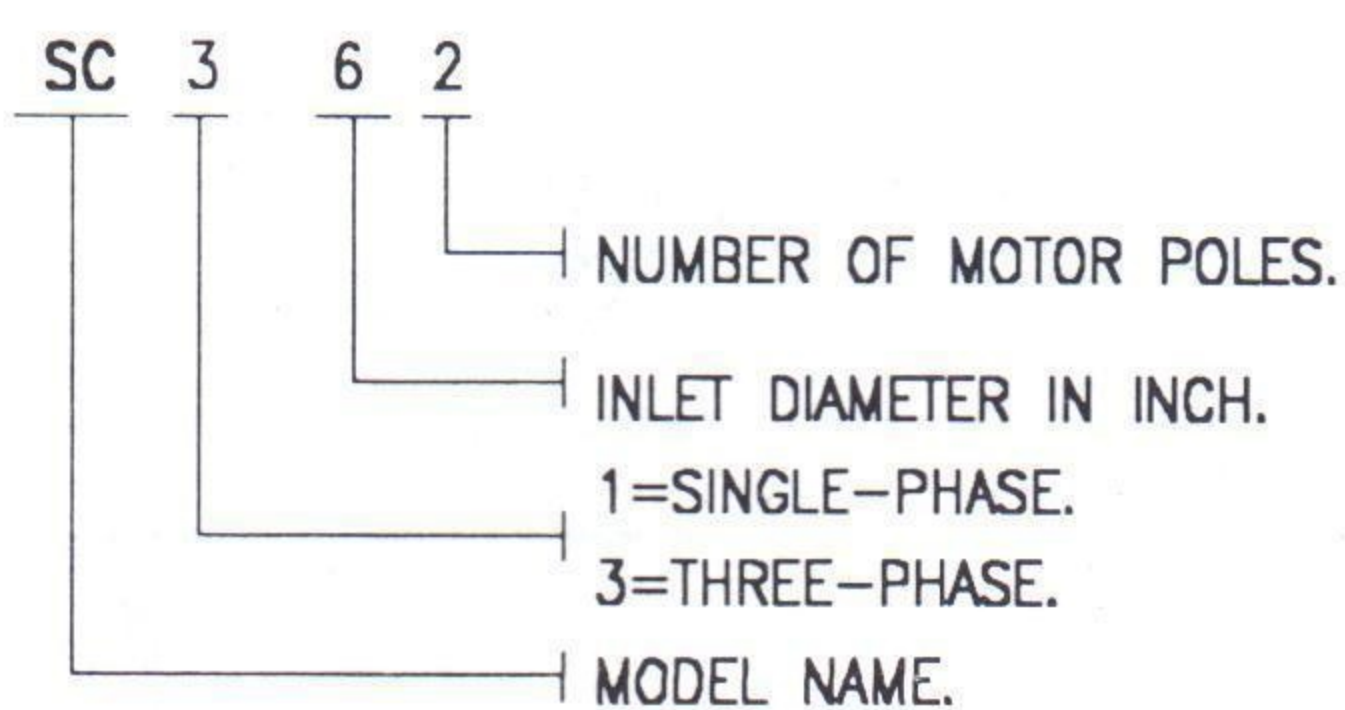 SC 3 6 2
NUMBER OF MOTOR POLES.
INLET DIAMETER IN INCH.
1=SINGLE-PHASE.
3=THREE-PHASE.
MODEL NAME.